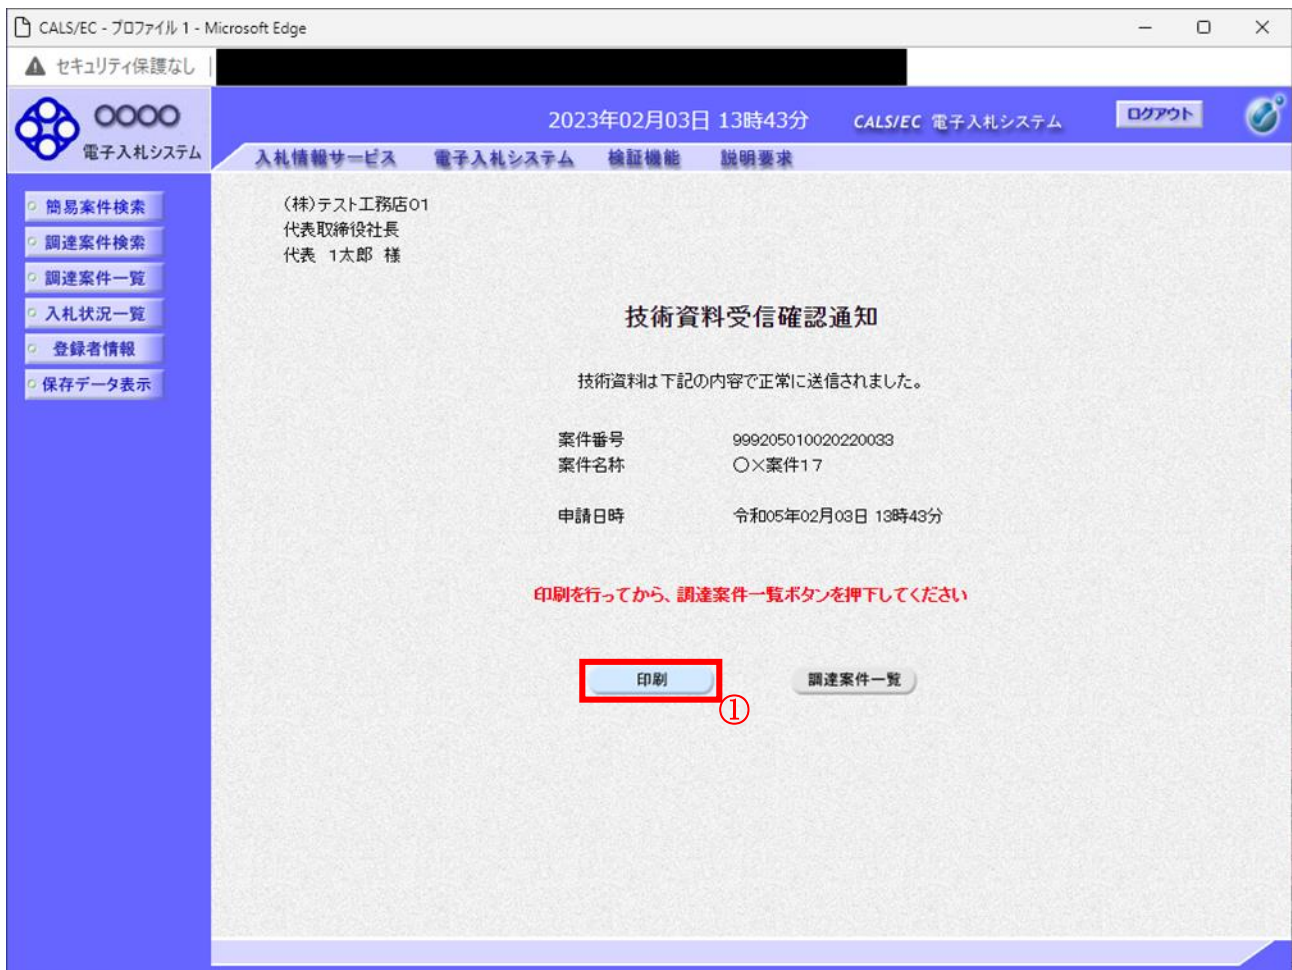 CALS/EC - プロファイル 1 - Microsoft Edge
セキュリティ保護なし
〇〇〇〇
電子入札システム
2023年02月03日 13時43分
CALS/EC 電子入札システム
ログアウト
入札情報サービス 電子入札システム 検証機能 説明要求
簡易案件検索
調達案件検索
調達案件一覧
入札状況一覧
登録者情報
保存データ表示
(株)テスト工務店01
代表取締役社長
代表 1太郎 様
技術資料受信確認通知
技術資料は下記の内容で正常に送信されました。
案件番号 999205010020220033
案件名称 〇×案件17
申請日時 令和05年02月03日 13時43分
印刷を行ってから、調達案件一覧ボタンを押下してください
印刷
調達案件一覧
①